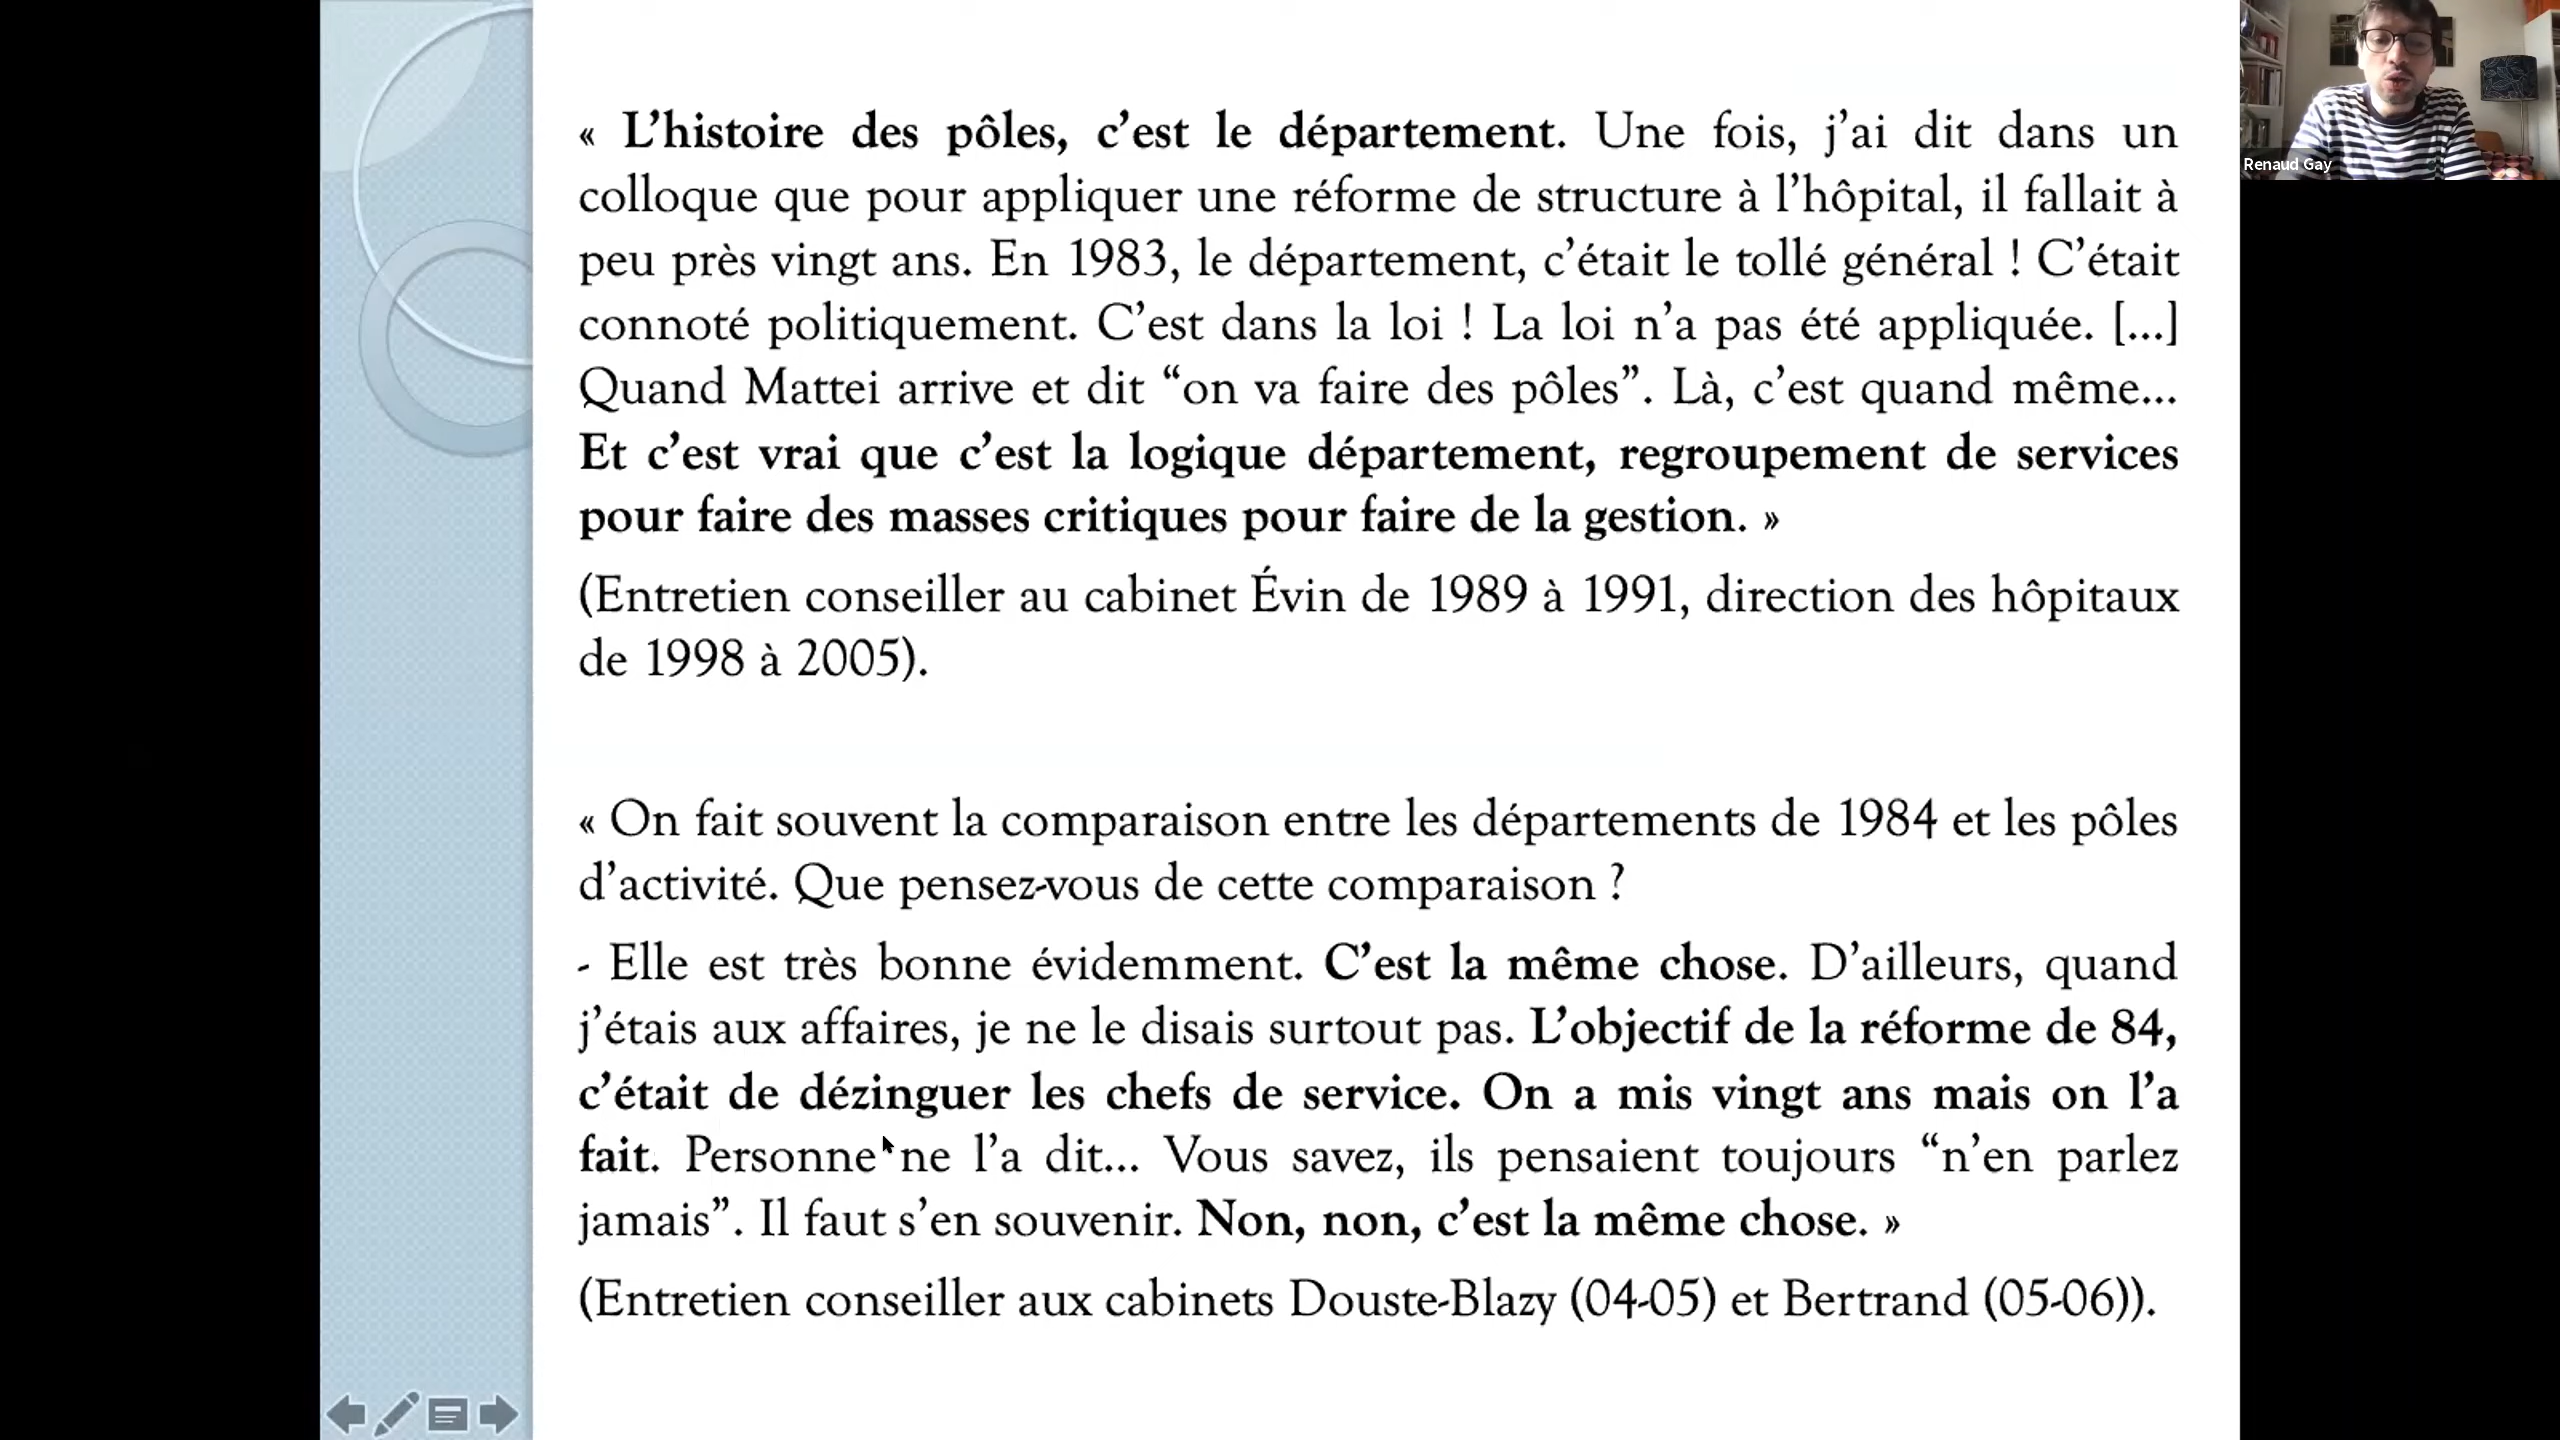 « L’histoire des pôles, c’est le département. Une fois, j’ai dit dans un
colloque que pour appliquer une réforme de structure à l’hôpital, il fallait à
peu près vingt ans. En 1983, le département, c’était le tollé général ! C’était
connoté politiquement. C’est dans la loi ! La loi n’a pas été appliquée. [...]
Quand Mattei arrive et dit “on va faire des pôles”. Là, c’est quand même...
Et c’est vrai que c’est la logique département, regroupement de services
pour faire des masses critiques pour faire de la gestion. »
(Entretien conseiller au cabinet Évin de 1989 à 1991, direction des hôpitaux
de 1998 à 2005).
« On fait souvent la comparaison entre les départements de 1984 et les pôles
d’activité. Que pensez-vous de cette comparaison ?
- Elle est très bonne évidemment. C’est la même chose. D’ailleurs, quand
j’étais aux affaires, je ne le disais surtout pas. L’objectif de la réforme de 84,
c’était de dézinguer les chefs de service. On a mis vingt ans mais on l’a
fait. Personne ne l’a dit... Vous savez, ils pensaient toujours “n’en parlez
jamais”. Il faut s’en souvenir. Non, non, c’est la même chose. »
(Entretien conseiller aux cabinets Douste-Blazy (04-05) et Bertrand (05-06)).
Renaud Gay